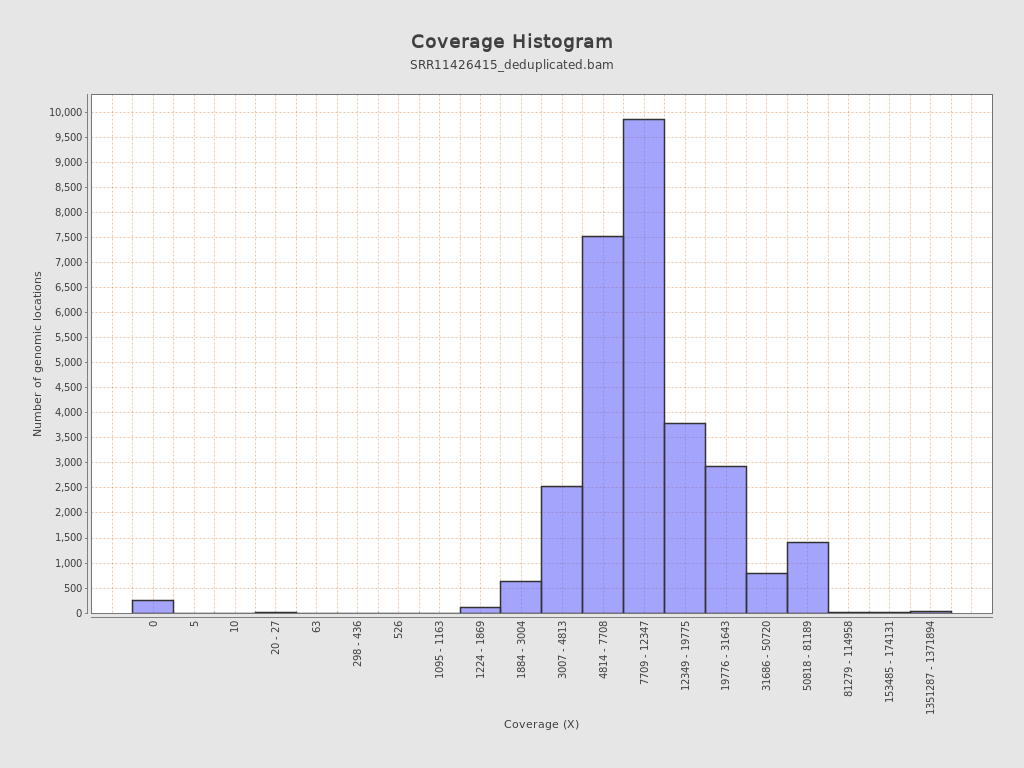 Coverage Histogram
SRR11426415_deduplicated.bam
Number of genomic locations
10,000
9,500
9,000
8,500
8,000
7,500
7,000
6,500
6,000
5,500
5,000
4,500
4,000
3,500
3,000
2,500
2,000
1,500
1,000
500
0
0
5
10
20 - 27
63
298 - 436
526
1095 - 1163
1224 - 1869
1884 - 3004
3007 - 4813
4814 - 7708
7709 - 12347
12349 - 19775
19776 - 31643
31686 - 50720
50818 - 81189
81279 - 114958
153485 - 174131
1351287 - 1371894
Coverage (X)